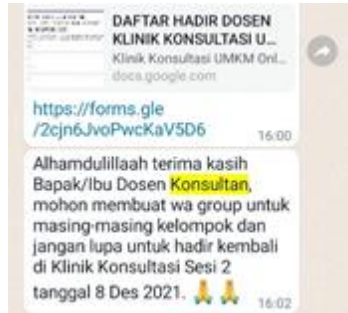 DAFTAR HADIR DOSEN
KLINIK KONSULTASI U...
Klinik Konsultasi UMKM Onl...
docs.google.com
https://forms.gle
/2cjn6JvoPwcKaV5D6
16:00
Alhamdulillaah terima kasih
Bapak/Ibu Dosen Konsultan,
mohon membuat wa group untuk
masing-masing kelompok dan
jangan lupa untuk hadir kembali
di Klinik Konsultasi Sesi 2
tanggal 8 Des 2021.
16:02